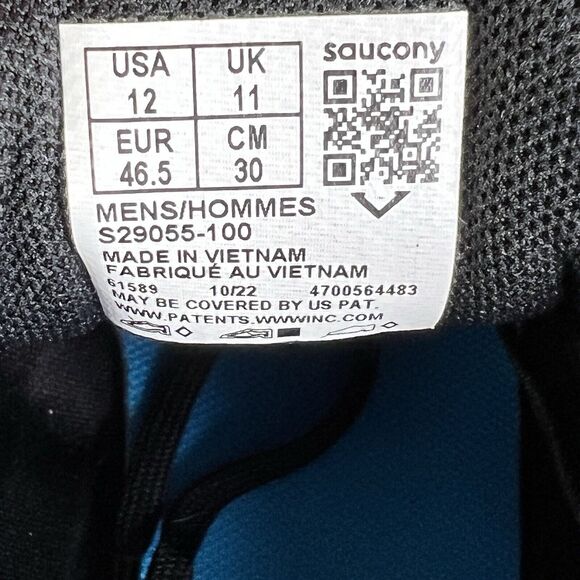 saucony
USA UK
12 11
EUR CM
46.5 30
MENS/HOMMES
S29055-100
MADE IN VIETNAM
FABRIQUÉ AU VIETNAM
61589 10/22 4700564483
MAY BE COVERED BY US PAT.
WWW.PATENTS.WWWINC.COM